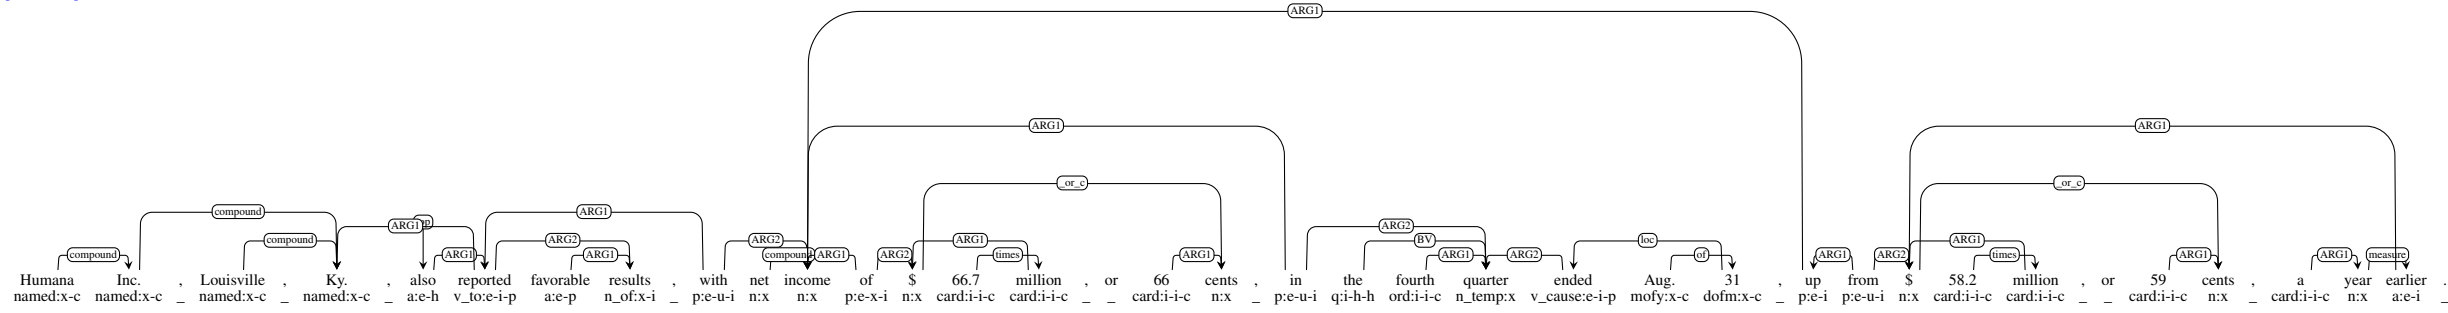 ARG1
ARG1 ARG1
_or_c _or_c
compound ARG1 ARG1 ARG2
compound ARG2 ARG2 ARG1 BV loc ARG1
compound ARG1 ARG1 compound ARG1 ARG2 times ARG1 ARG1 ARG2 of ARG1 ARG2 times ARG1 ARG1 measure
Humana Inc. , Louisville , Ky. , also reported favorable results , with net income of $ 66.7 million , or 66 cents , in the fourth quarter ended Aug. 31 , up from $ 58.2 million , or 59 cents , a year earlier .
named:x-c named:x-c _ named:x-c _ named:x-c _ a:e-h v_to:e-i-p a:e-p n_of:x-i _ p:e-u-i n:x n:x p:e-x-i n:x card:i-i-c card:i-i-c _ _ card:i-i-c n:x _ p:e-u-i q:i-h-h ord:i-i-c n_temp:x v_cause:e-i-p mofy:x-c dofm:x-c _ p:e-i p:e-u-i n:x card:i-i-c card:i-i-c _ _ card:i-i-c n:x _ card:i-i-c n:x a:e-i _